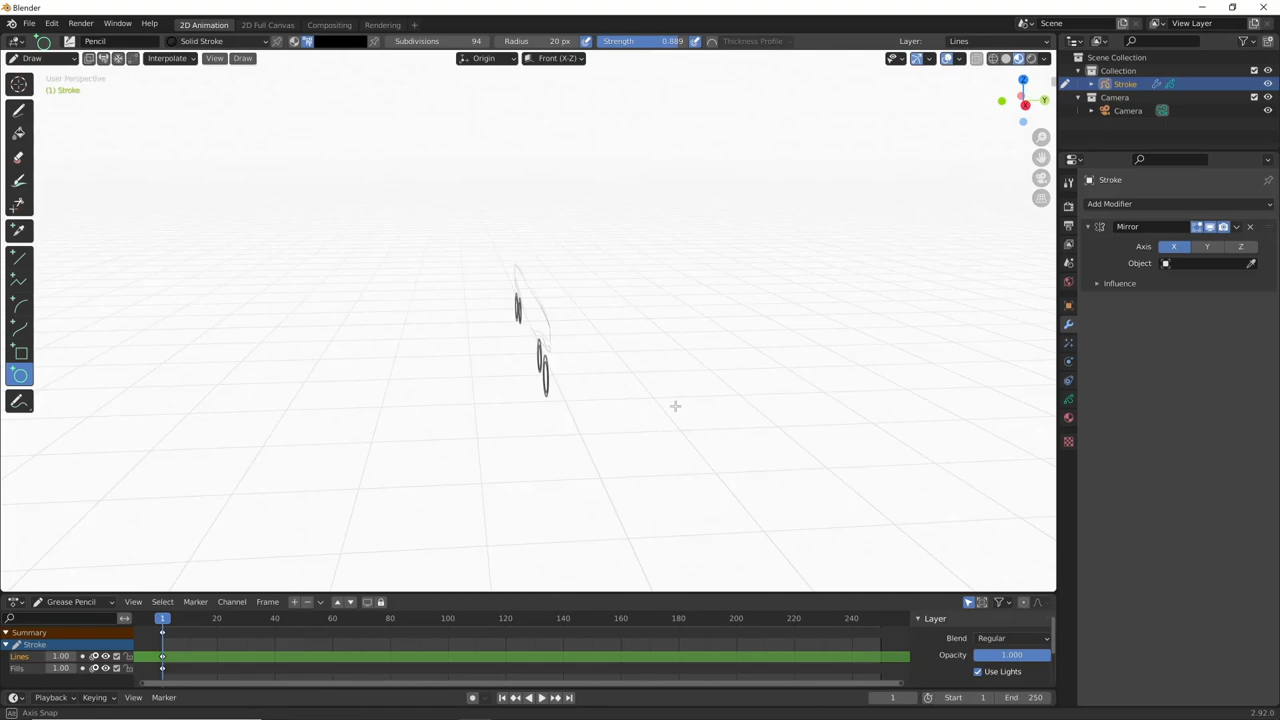 Blender
File Edit Render Window Help 2D Animation 2D Full Canvas Compositing Rendering + Scene View Layer
Pencil Solid Stroke Subdivisions 94 Radius 20 px Strength 0.889 Thickness Profile Layer: Lines
Draw Interpolate View Draw Origin Front (X-Z)
User Perspective
(1) Stroke
Z
Y
X
Scene Collection
Collection
Stroke
Camera
Camera
Stroke
Add Modifier
Mirror
Axis X Y Z
Object
Influence
Grease Pencil View Select Marker Channel Frame
1 20 40 60 80 100 120 140 160 180 200 220 240
Summary
Stroke
Lines 1.00
Fills 1.00
Layer
Blend Regular
Opacity 1.000
Use Lights
Playback Keying View Marker 1 Start 1 End 250
Axis Snap 2.92.0